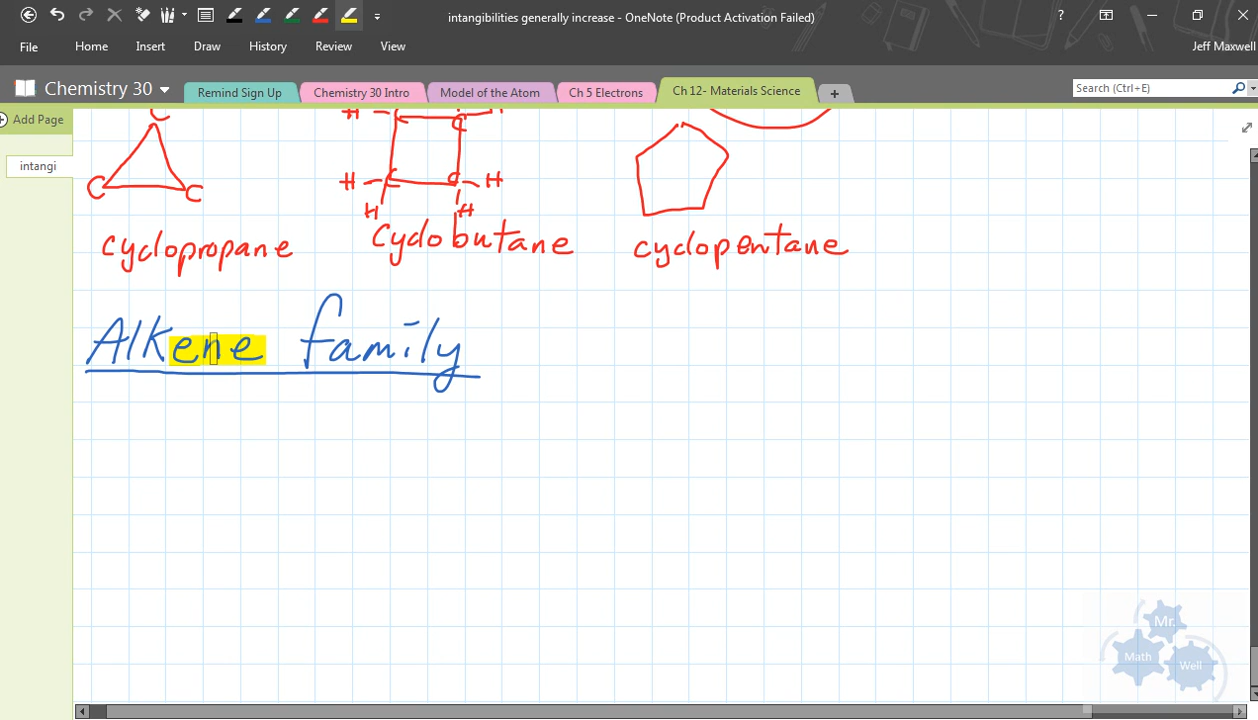 intangibilities generally increase - OneNote (Product Activation Failed)
?
File Home Insert Draw History Review View
Jeff Maxwell
Chemistry 30
Remind Sign Up
Chemistry 30 Intro
Model of the Atom
Ch 5 Electrons
Ch 12- Materials Science
+
Search (Ctrl+E)
Add Page
intangi
C
C C
H C C
H C C H
H H
cyclopropane
cyclobutane
cyclopentane
Alkene family
Mr.
Math
Well